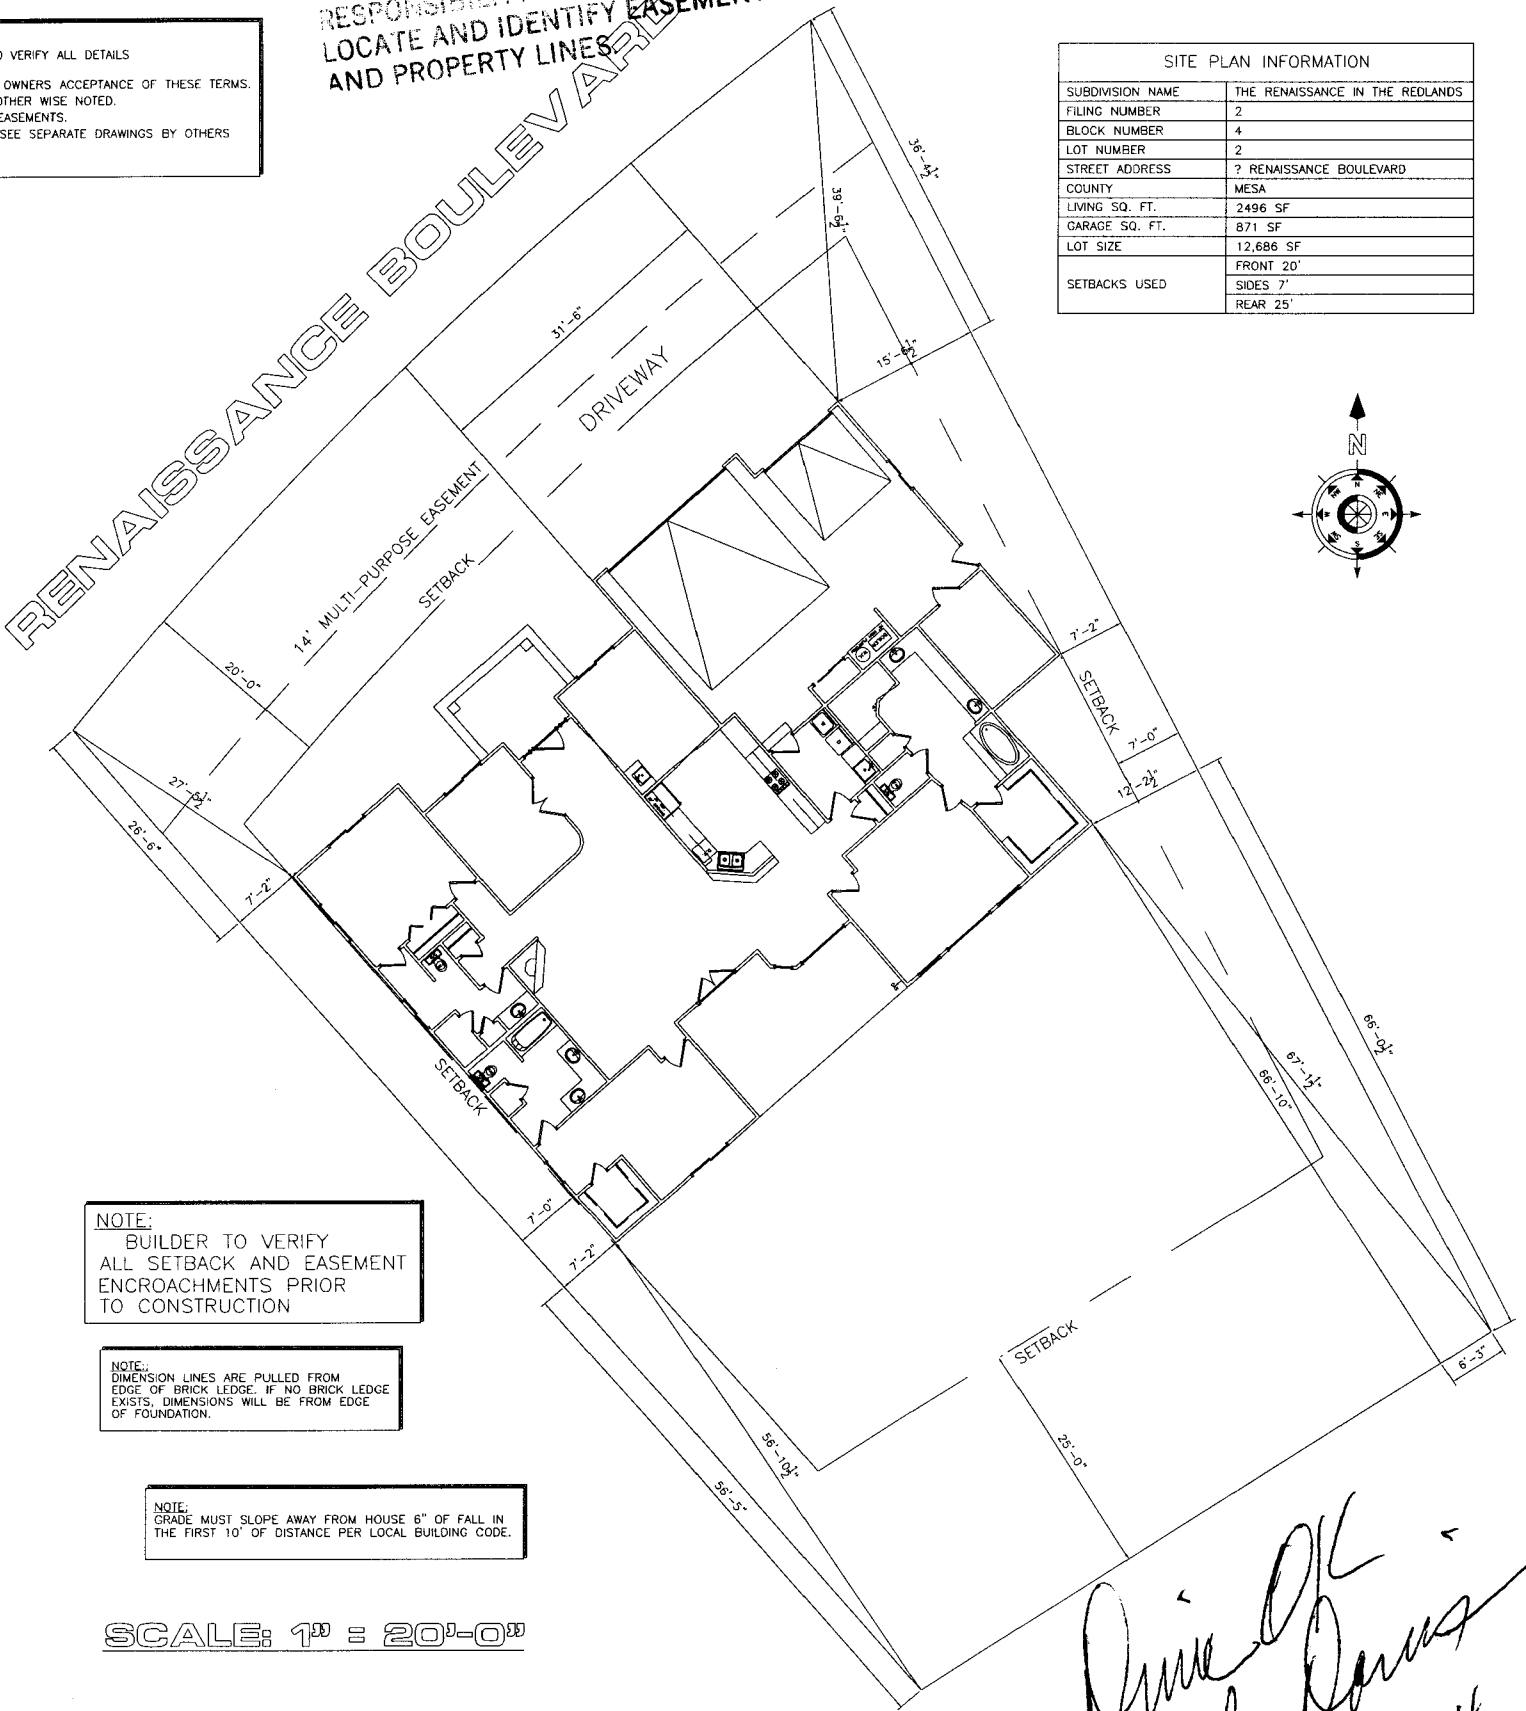 VERIFY ALL DETAILS
OWNERS ACCEPTANCE OF THESE TERMS.
OTHER WISE NOTED.
EASEMENTS.
SEE SEPARATE DRAWINGS BY OTHERS
LOCATE AND IDENTIFY
AND PROPERTY LINES.
RENAISSANCE BOULEVARD
SITE PLAN INFORMATION
SUBDIVISION NAME THE RENAISSANCE IN THE REDLANDS
FILING NUMBER 2
BLOCK NUMBER 4
LOT NUMBER 2
STREET ADDRESS ? RENAISSANCE BOULEVARD
COUNTY MESA
LIVING SQ. FT. 2496 SF
GARAGE SQ. FT. 871 SF
LOT SIZE 12,686 SF
SETBACKS USED FRONT 20'
SIDES 7'
REAR 25'
N
36'-4½"
39'-6½"
31'-6"
15'-6½"
DRIVEWAY
14' MULTI-PURPOSE EASEMENT
SETBACK
20'-0"
27'-5½"
26'-6"
7'-2"
7'-2"
SETBACK
7'-0"
12'-2½"
66'-0½"
67'-1½"
66'-10"
SETBACK
7'-0"
7'-2"
SETBACK
6'-3"
25'-0"
56'-10½"
56'-5"
NOTE:
BUILDER TO VERIFY
ALL SETBACK AND EASEMENT
ENCROACHMENTS PRIOR
TO CONSTRUCTION
NOTE:
DIMENSION LINES ARE PULLED FROM
EDGE OF BRICK LEDGE. IF NO BRICK LEDGE
EXISTS, DIMENSIONS WILL BE FROM EDGE
OF FOUNDATION.
NOTE:
GRADE MUST SLOPE AWAY FROM HOUSE 6" OF FALL IN
THE FIRST 10' OF DISTANCE PER LOCAL BUILDING CODE.
SCALE: 1" = 20'-0"
OK